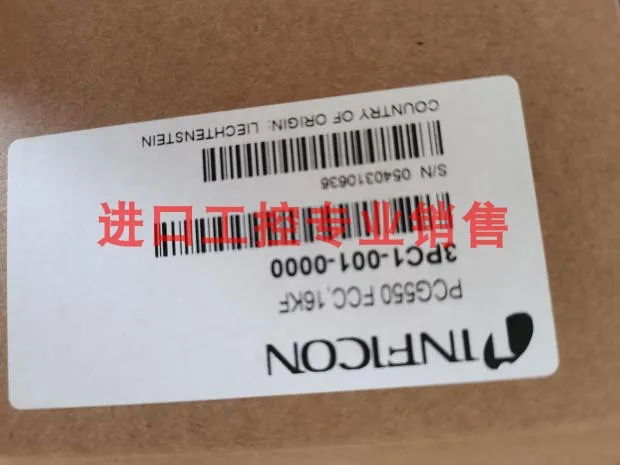 INFICON
PCG550 FCC,16KF
3PC1-001-0000
S/N 0540310636
COUNTRY OF ORIGIN: LIECHTENSTEIN
进口工控专业销售